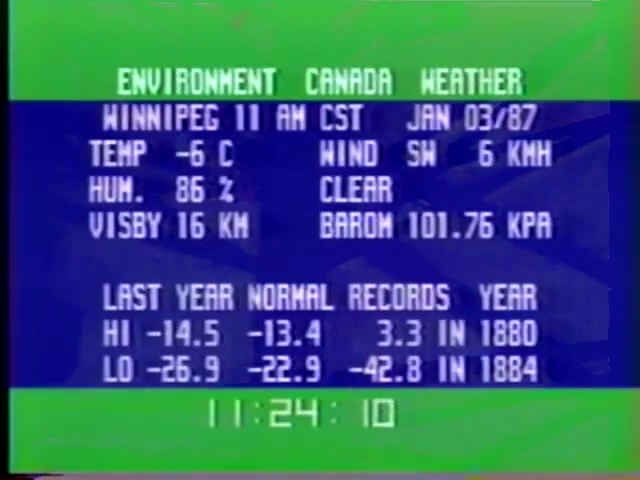 ENVIRONMENT CANADA WEATHER
WINNIPEG 11 AM CST JAN 03/87
TEMP -6 C WIND SW 6 KMH
HUM. 86 % CLEAR
VISBY 16 KM BAROM 101.76 KPA
LAST YEAR NORMAL RECORDS YEAR
HI -14.5 -13.4 3.3 IN 1880
LO -26.9 -22.9 -42.8 IN 1884
11:24:10